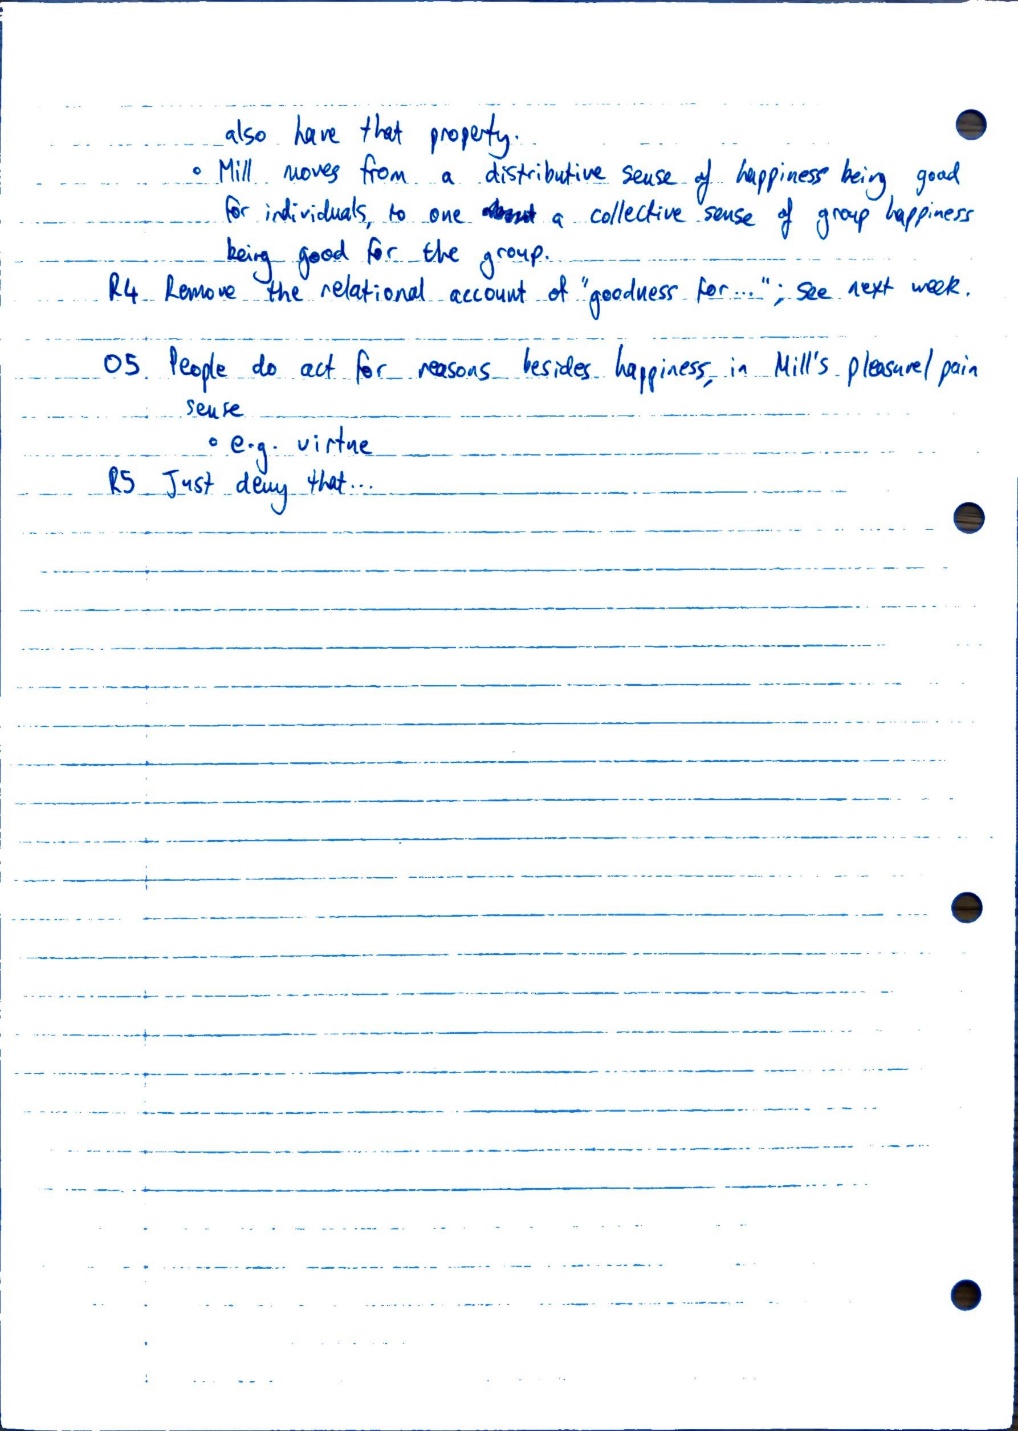 also have that property.
◦ Mill moves from a distributive sense of happiness being good
for individuals, to one a collective sense of group happiness
being good for the group.
R4 Remove the relational account of "goodness for..."; see next week.
O5 People do act for reasons besides happiness, in Mill's pleasure/pain
sense
◦ e.g. virtue
R5 Just deny that...